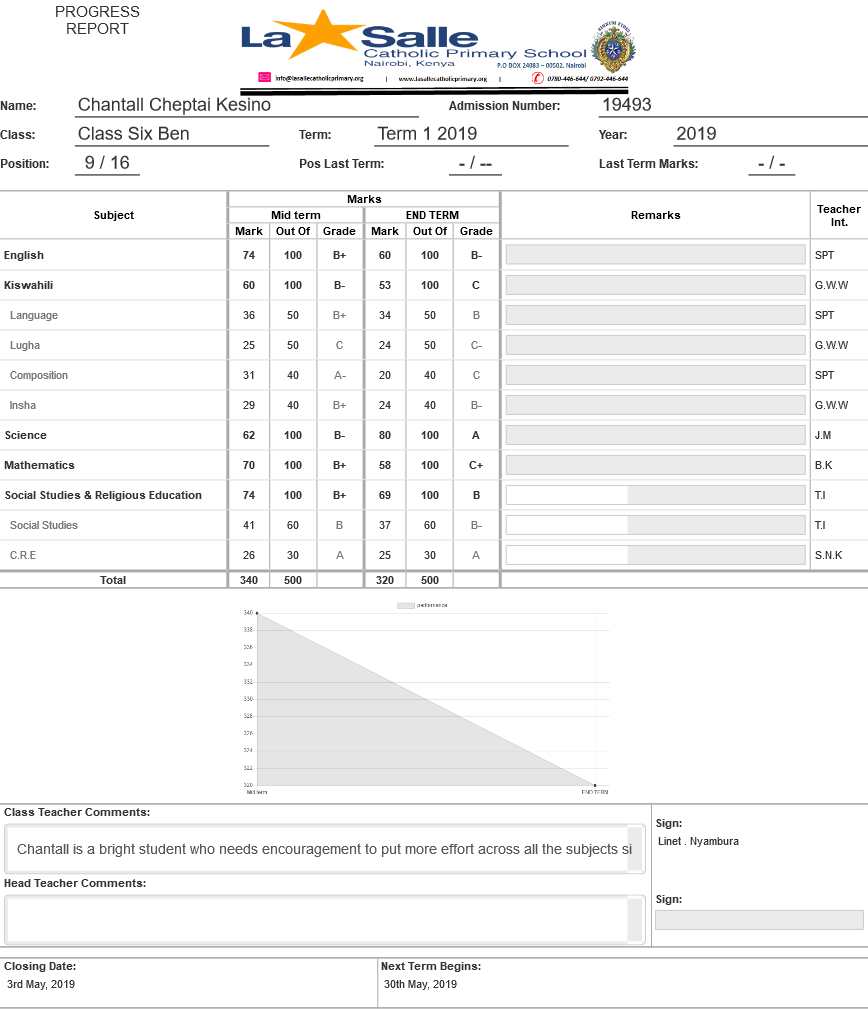 PROGRESS
REPORT
La Salle
Catholic Primary School
Nairobi, Kenya
P.O BOX 24083 – 00502, Nairobi
info@lasallecatholicprimary.org | www.lasallecatholicprimary.org | 0780-446-644/ 0792-446-644
Name: Chantall Cheptai Kesino Admission Number: 19493
Class: Class Six Ben Term: Term 1 2019 Year: 2019
Position: 9 / 16 Pos Last Term: - / -- Last Term Marks: - / -
Subject Marks Remarks Teacher Int.
Mid term END TERM
Mark Out Of Grade Mark Out Of Grade
English 74 100 B+ 60 100 B- SPT
Kiswahili 60 100 B- 53 100 C G.W.W
Language 36 50 B+ 34 50 B SPT
Lugha 25 50 C 24 50 C- G.W.W
Composition 31 40 A- 20 40 C SPT
Insha 29 40 B+ 24 40 B- G.W.W
Science 62 100 B- 80 100 A J.M
Mathematics 70 100 B+ 58 100 C+ B.K
Social Studies & Religious Education 74 100 B+ 69 100 B T.I
Social Studies 41 60 B 37 60 B- T.I
C.R.E 26 30 A 25 30 A S.N.K
Total 340 500 320 500
performance
340
338
336
334
332
330
328
326
324
322
320
Mid term END TERM
Class Teacher Comments:
Sign:
Chantall is a bright student who needs encouragement to put more effort across all the subjects si
Linet . Nyambura
Head Teacher Comments:
Sign:
Closing Date: Next Term Begins:
3rd May, 2019 30th May, 2019